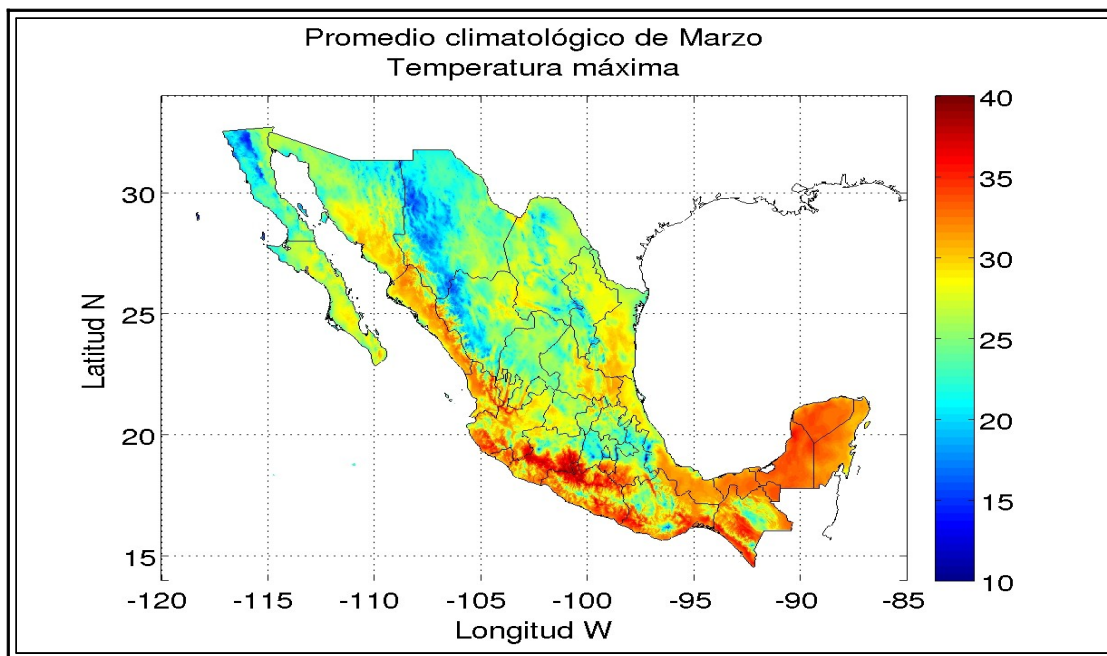 Promedio climatológico de Marzo
Temperatura máxima
40
35
30
25
20
15
10
30
25
20
15
Latitud N
-120 -115 -110 -105 -100 -95 -90 -85
Longitud W